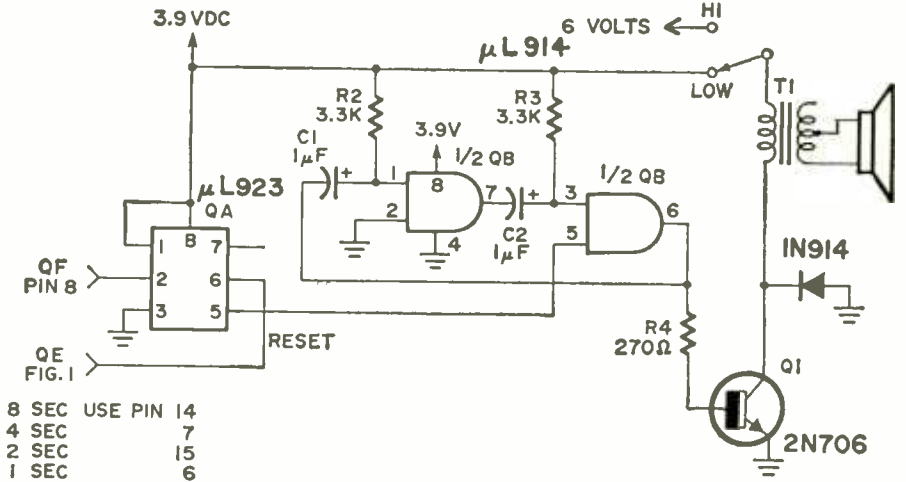 3.9 VDC
HI
6 VOLTS
μL914
LOW
T1
R2
3.3K
R3
3.3K
C1
1μF
+
3.9V
1/2 QB
1/2 QB
1
8
7
2
4
+
C2
1μF
3
5
6
μL923
QA
8
1
7
2
6
3
5
QF
PIN 8
RESET
QE
FIG. 1
R4
270Ω
1N914
Q1
2N706
8 SEC USE PIN 14
4 SEC 7
2 SEC 15
1 SEC 6